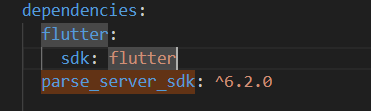 dependencies:
flutter:
sdk: flutter
parse_server_sdk: ^6.2.0